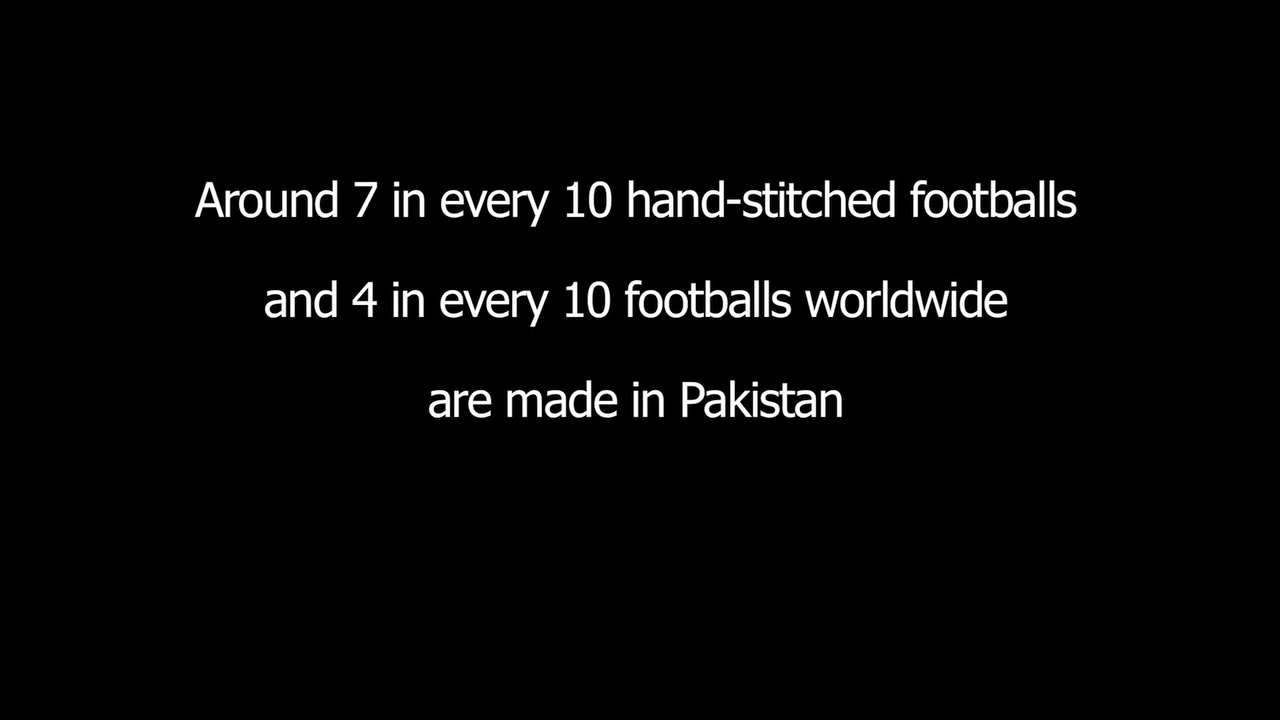 Around 7 in every 10 hand-stitched footballs
and 4 in every 10 footballs worldwide
are made in Pakistan